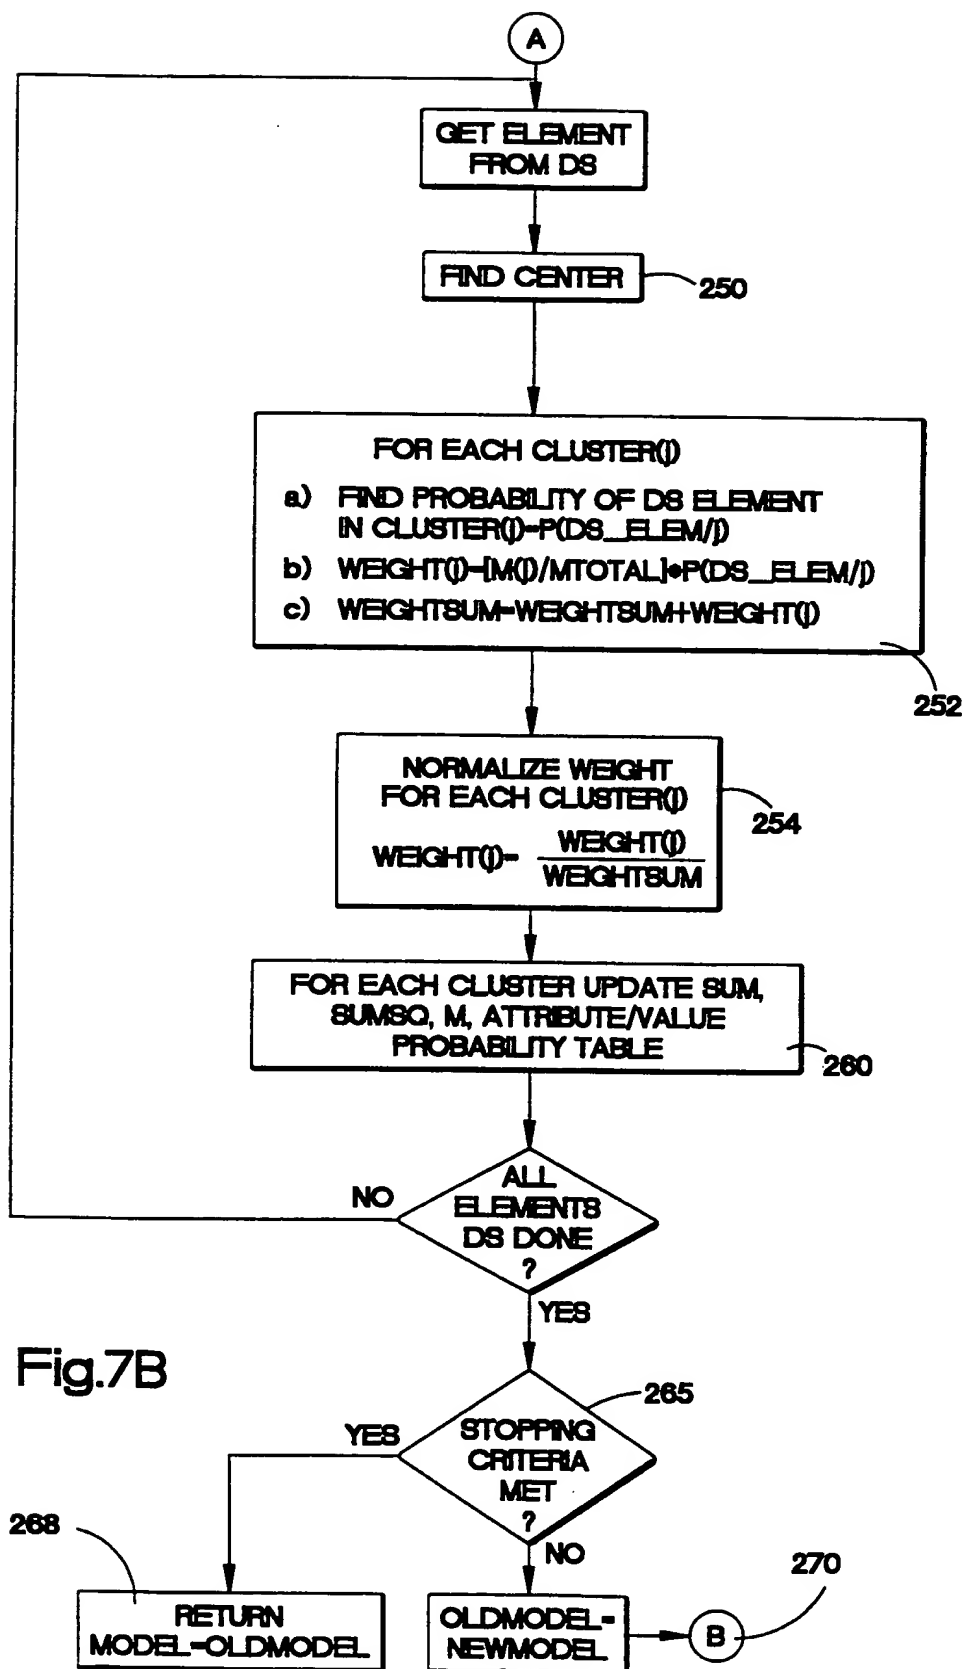 A
GET ELEMENT
FROM DS
FIND CENTER
250
FOR EACH CLUSTER(j)
a) FIND PROBABILITY OF DS ELEMENT
IN CLUSTER(j)=P(DS_ELEM/j)
b) WEIGHT(j)=[M(j)/MTOTAL]*P(DS_ELEM/j)
c) WEIGHTSUM=WEIGHTSUM+WEIGHT(j)
252
NORMALIZE WEIGHT
FOR EACH CLUSTER(j)
WEIGHT(j)= WEIGHT(j)
WEIGHTSUM
254
FOR EACH CLUSTER UPDATE SUM,
SUMSQ, M, ATTRIBUTE/VALUE
PROBABILITY TABLE
260
ALL
ELEMENTS
DS DONE
?
NO
YES
Fig.7B
265
STOPPING
CRITERIA
MET
?
YES
NO
268
RETURN
MODEL=OLDMODEL
OLDMODEL=
NEWMODEL
B
270